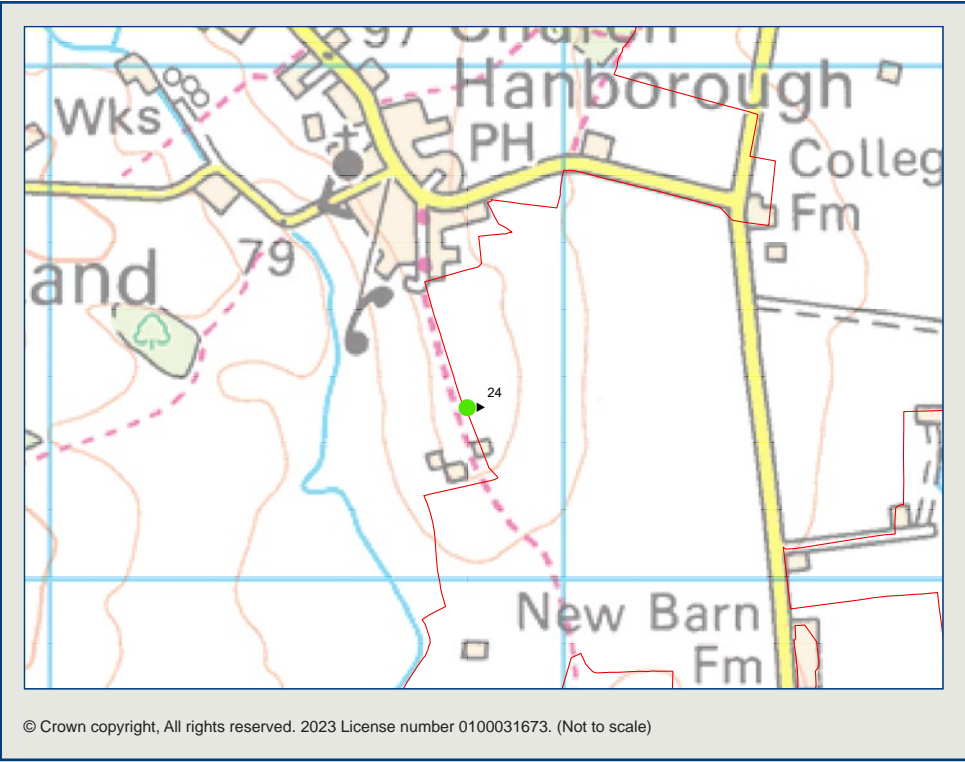 97 Church
Hanborough
Wks
PH
Colleg
Fm
79
and
24
New Barn
Fm
© Crown copyright, All rights reserved. 2023 License number 0100031673. (Not to scale)